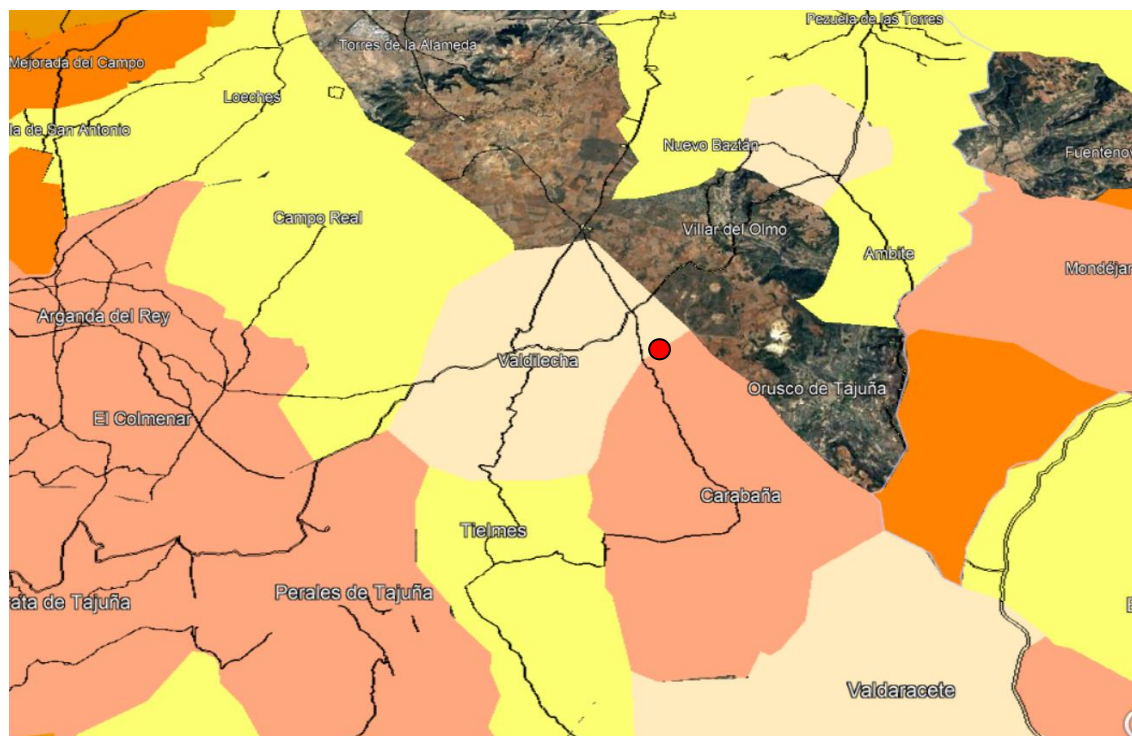 Pezuela de las Torres
Torres de la Alameda
Mejorada del Campo
Loeches
la de San Antonio
Nuevo Baztán
Fuentenov
Campo Real
Villar del Olmo
Ambite
Mondéjar
Arganda del Rey
Valdilecha
Orusco de Tajuña
El Colmenar
Carabaña
Tielmes
Perales de Tajuña
rata de Tajuña
Valdaracete